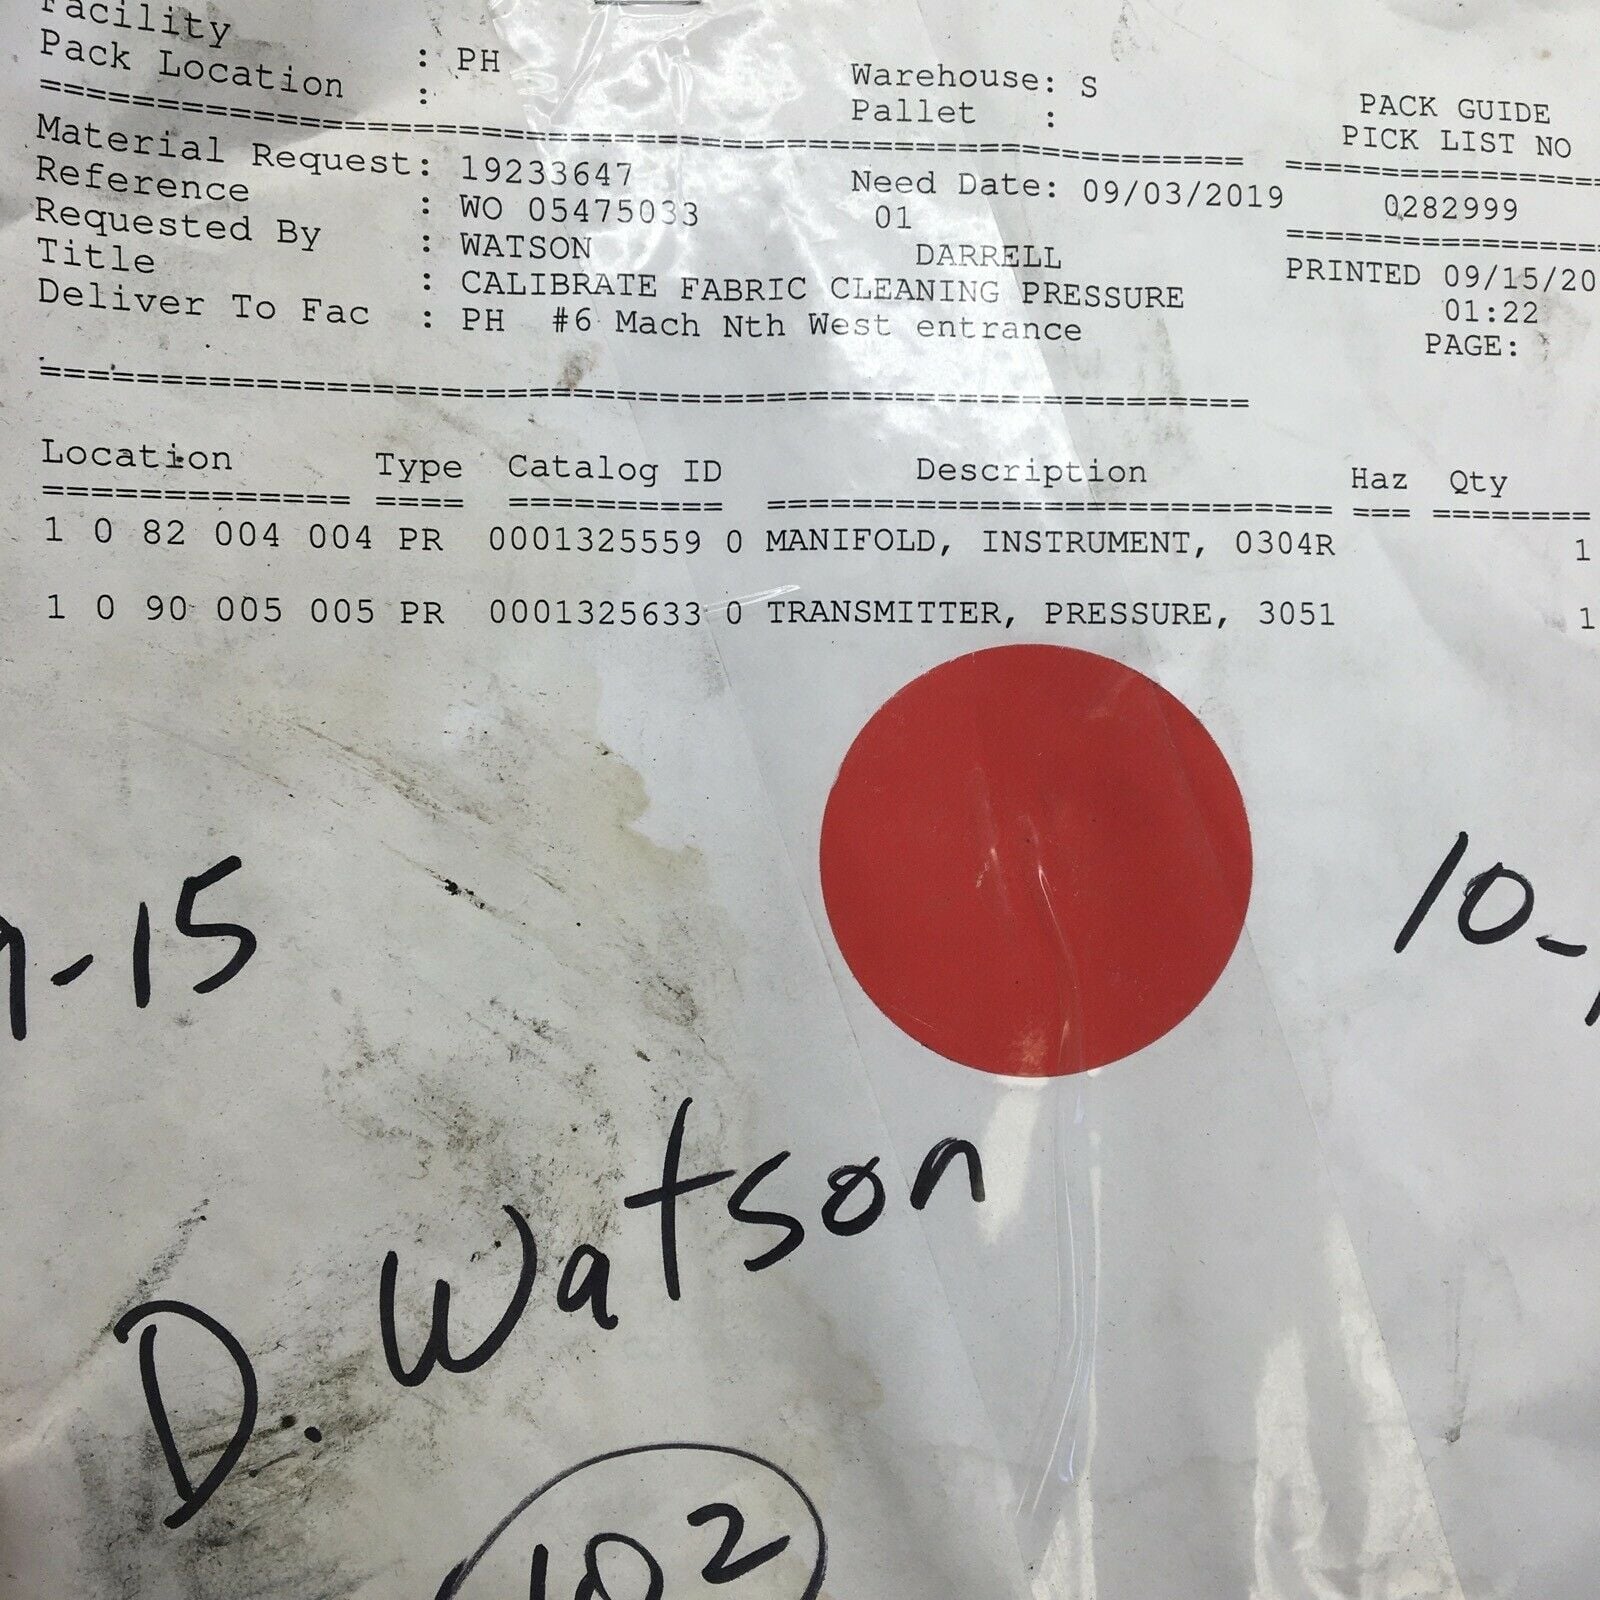 Facility : PH Warehouse: S
Pack Location : Pallet : PACK GUIDE
PICK LIST NO
Material Request: 19233647 Need Date: 09/03/2019
Reference : WO 05475033 01 0282999
Requested By : WATSON DARRELL
Title : CALIBRATE FABRIC CLEANING PRESSURE PRINTED 09/15/20
Deliver To Fac : PH #6 Mach Nth West entrance 01:22
PAGE:
Location Type Catalog ID Description Haz Qty
1 0 82 004 004 PR 0001325559 0 MANIFOLD, INSTRUMENT, 0304R 1
1 0 90 005 005 PR 0001325633 0 TRANSMITTER, PRESSURE, 3051 1
9-15 10-
D. Watson
102